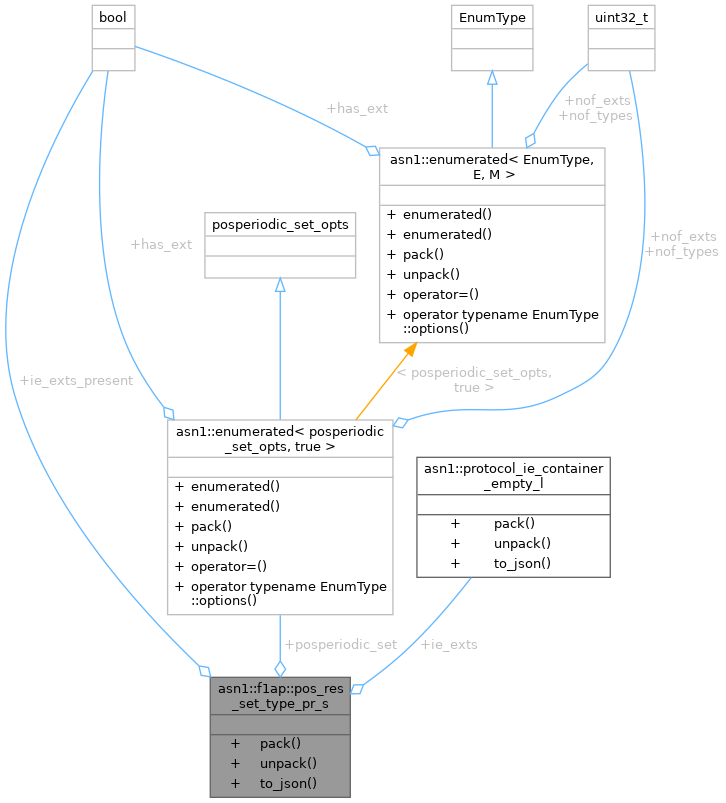 bool
EnumType
uint32_t
+has_ext
+nof_exts
+nof_types
asn1::enumerated< EnumType,
E, M >
+ enumerated()
+ enumerated()
+ pack()
+ unpack()
+ operator=()
+ operator typename EnumType
::options()
posperiodic_set_opts
+has_ext
+nof_exts
+nof_types
+ie_exts_present
< posperiodic_set_opts,
true >
asn1::enumerated< posperiodic
_set_opts, true >
+ enumerated()
+ enumerated()
+ pack()
+ unpack()
+ operator=()
+ operator typename EnumType
::options()
asn1::protocol_ie_container
_empty_l
+ pack()
+ unpack()
+ to_json()
+posperiodic_set
+ie_exts
asn1::f1ap::pos_res
_set_type_pr_s
+ pack()
+ unpack()
+ to_json()